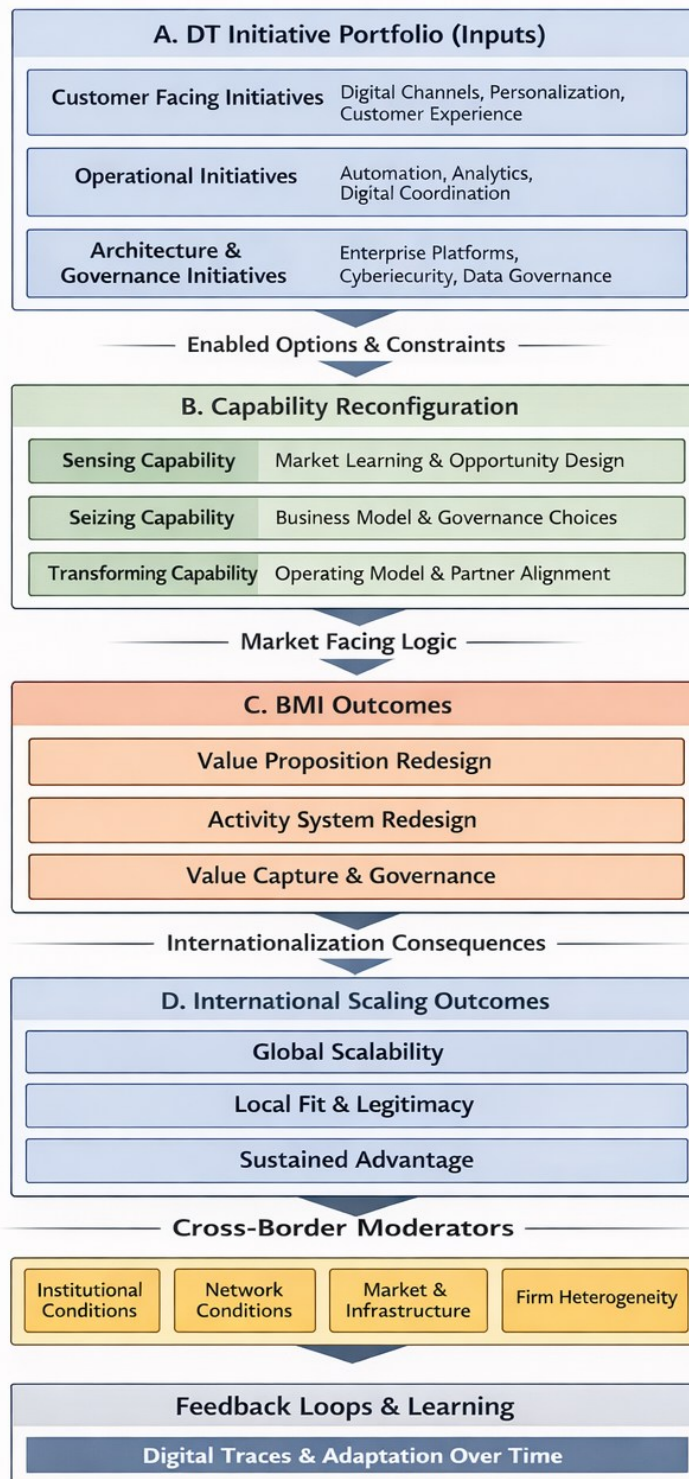 A. DT Initiative Portfolio (Inputs)
Customer Facing Initiatives
Digital Channels, Personalization,
Customer Experience
Operational Initiatives
Automation, Analytics,
Digital Coordination
Architecture &
Governance Initiatives
Enterprise Platforms,
Cyberiecurity, Data Governance
Enabled Options & Constraints
B. Capability Reconfiguration
Sensing Capability
Market Learning & Opportunity Design
Seizing Capability
Business Model & Governance Choices
Transforming Capability
Operating Model & Partner Alignment
Market Facing Logic
C. BMI Outcomes
Value Proposition Redesign
Activity System Redesign
Value Capture & Governance
Internationalization Consequences
D. International Scaling Outcomes
Global Scalability
Local Fit & Legitimacy
Sustained Advantage
Cross-Border Moderators
Institutional
Conditions
Network
Conditions
Market &
Infrastructure
Firm Heterogeneity
Feedback Loops & Learning
Digital Traces & Adaptation Over Time